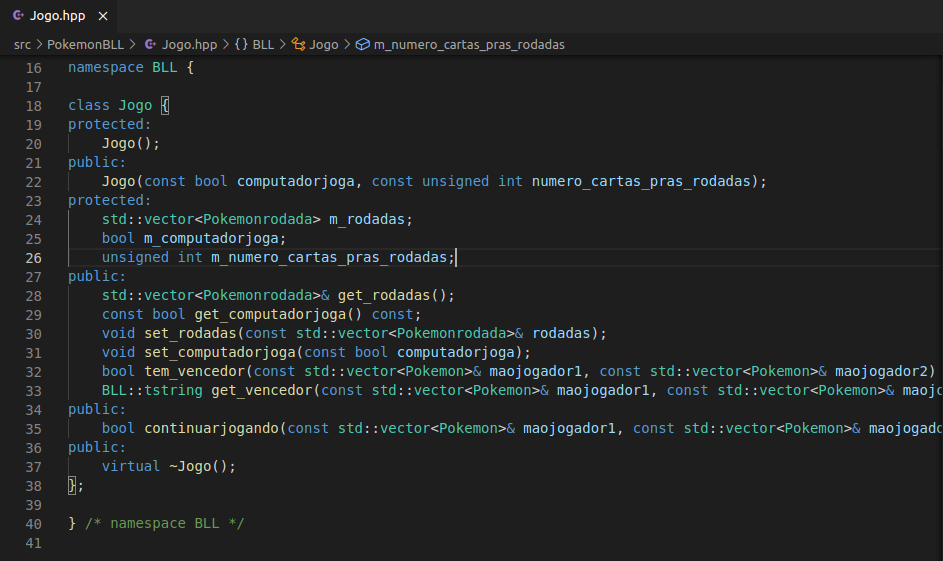 Jogo.hpp ×
src > PokemonBLL > Jogo.hpp > {} BLL > Jogo > m_numero_cartas_pras_rodadas
16 namespace BLL {
17
18 class Jogo {
19 protected:
20 Jogo();
21 public:
22 Jogo(const bool computadorjoga, const unsigned int numero_cartas_pras_rodadas);
23 protected:
24 std::vector<Pokemonrodada> m_rodadas;
25 bool m_computadorjoga;
26 unsigned int m_numero_cartas_pras_rodadas;
27 public:
28 std::vector<Pokemonrodada>& get_rodadas();
29 const bool get_computadorjoga() const;
30 void set_rodadas(const std::vector<Pokemonrodada>& rodadas);
31 void set_computadorjoga(const bool computadorjoga);
32 bool tem_vencedor(const std::vector<Pokemon>& maojogador1, const std::vector<Pokemon>& maojogador2)
33 BLL::tstring get_vencedor(const std::vector<Pokemon>& maojogador1, const std::vector<Pokemon>&
34 public:
35 bool continuarjogando(const std::vector<Pokemon>& maojogador1, const std::vector<Pokemon>&
36 public:
37 virtual ~Jogo();
38 };
39
40 } /* namespace BLL */
41